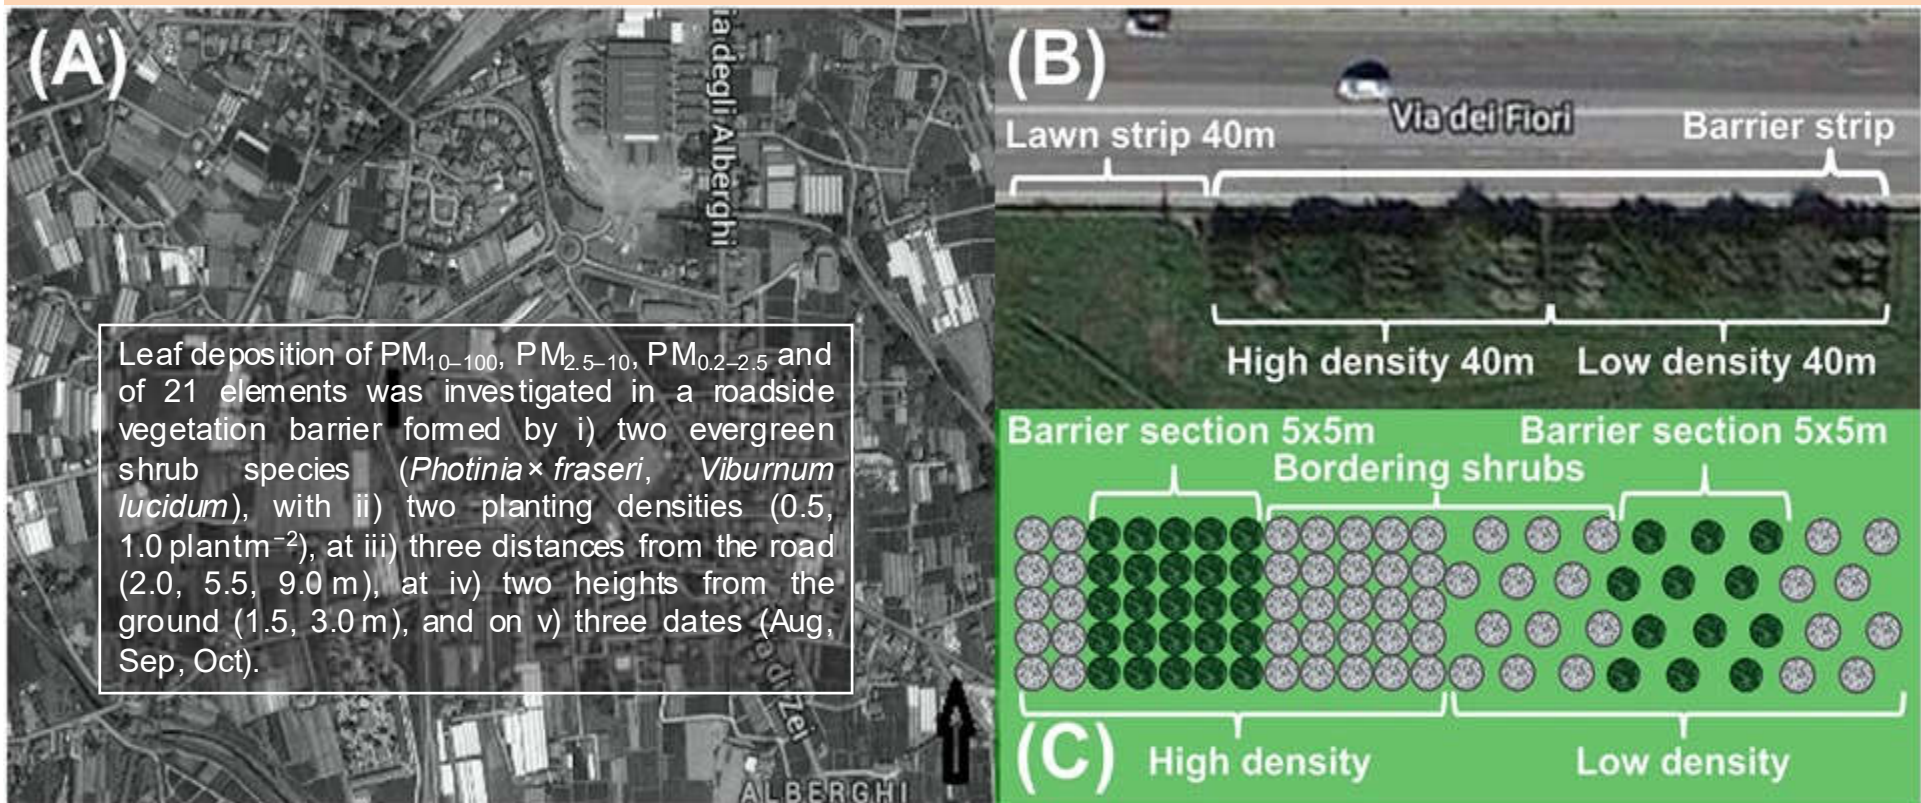 (A)
ia degli Alberghi
Leaf deposition of PM10–100, PM2.5–10, PM0.2–2.5 and
of 21 elements was investigated in a roadside
vegetation barrier formed by i) two evergreen
shrub species (Photinia × fraseri, Viburnum
lucidum), with ii) two planting densities (0.5,
1.0 plantm−2), at iii) three distances from the road
(2.0, 5.5, 9.0 m), at iv) two heights from the
ground (1.5, 3.0 m), and on v) three dates (Aug,
Sep, Oct).
ALBERGHI
(B)
Via dei Fiori
Lawn strip 40m
Barrier strip
High density 40m
Low density 40m
Barrier section 5x5m
Barrier section 5x5m
Bordering shrubs
(C)
High density
Low density